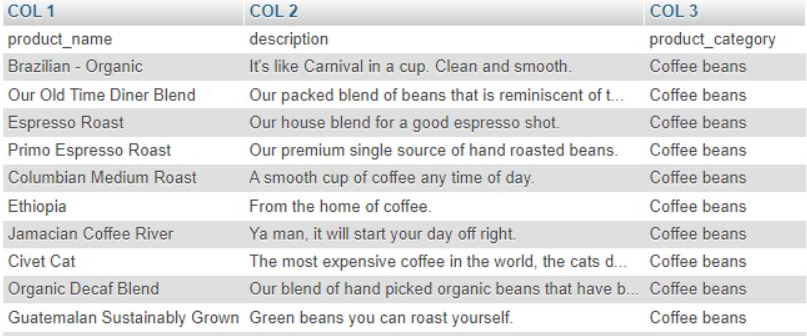 COL 1 COL 2 COL 3
product_name description product_category
Brazilian - Organic It's like Carnival in a cup. Clean and smooth. Coffee beans
Our Old Time Diner Blend Our packed blend of beans that is reminiscent of t... Coffee beans
Espresso Roast Our house blend for a good espresso shot. Coffee beans
Primo Espresso Roast Our premium single source of hand roasted beans. Coffee beans
Columbian Medium Roast A smooth cup of coffee any time of day. Coffee beans
Ethiopia From the home of coffee. Coffee beans
Jamacian Coffee River Ya man, it will start your day off right. Coffee beans
Civet Cat The most expensive coffee in the world, the cats d... Coffee beans
Organic Decaf Blend Our blend of hand picked organic beans that have b... Coffee beans
Guatemalan Sustainably Grown Green beans you can roast yourself. Coffee beans